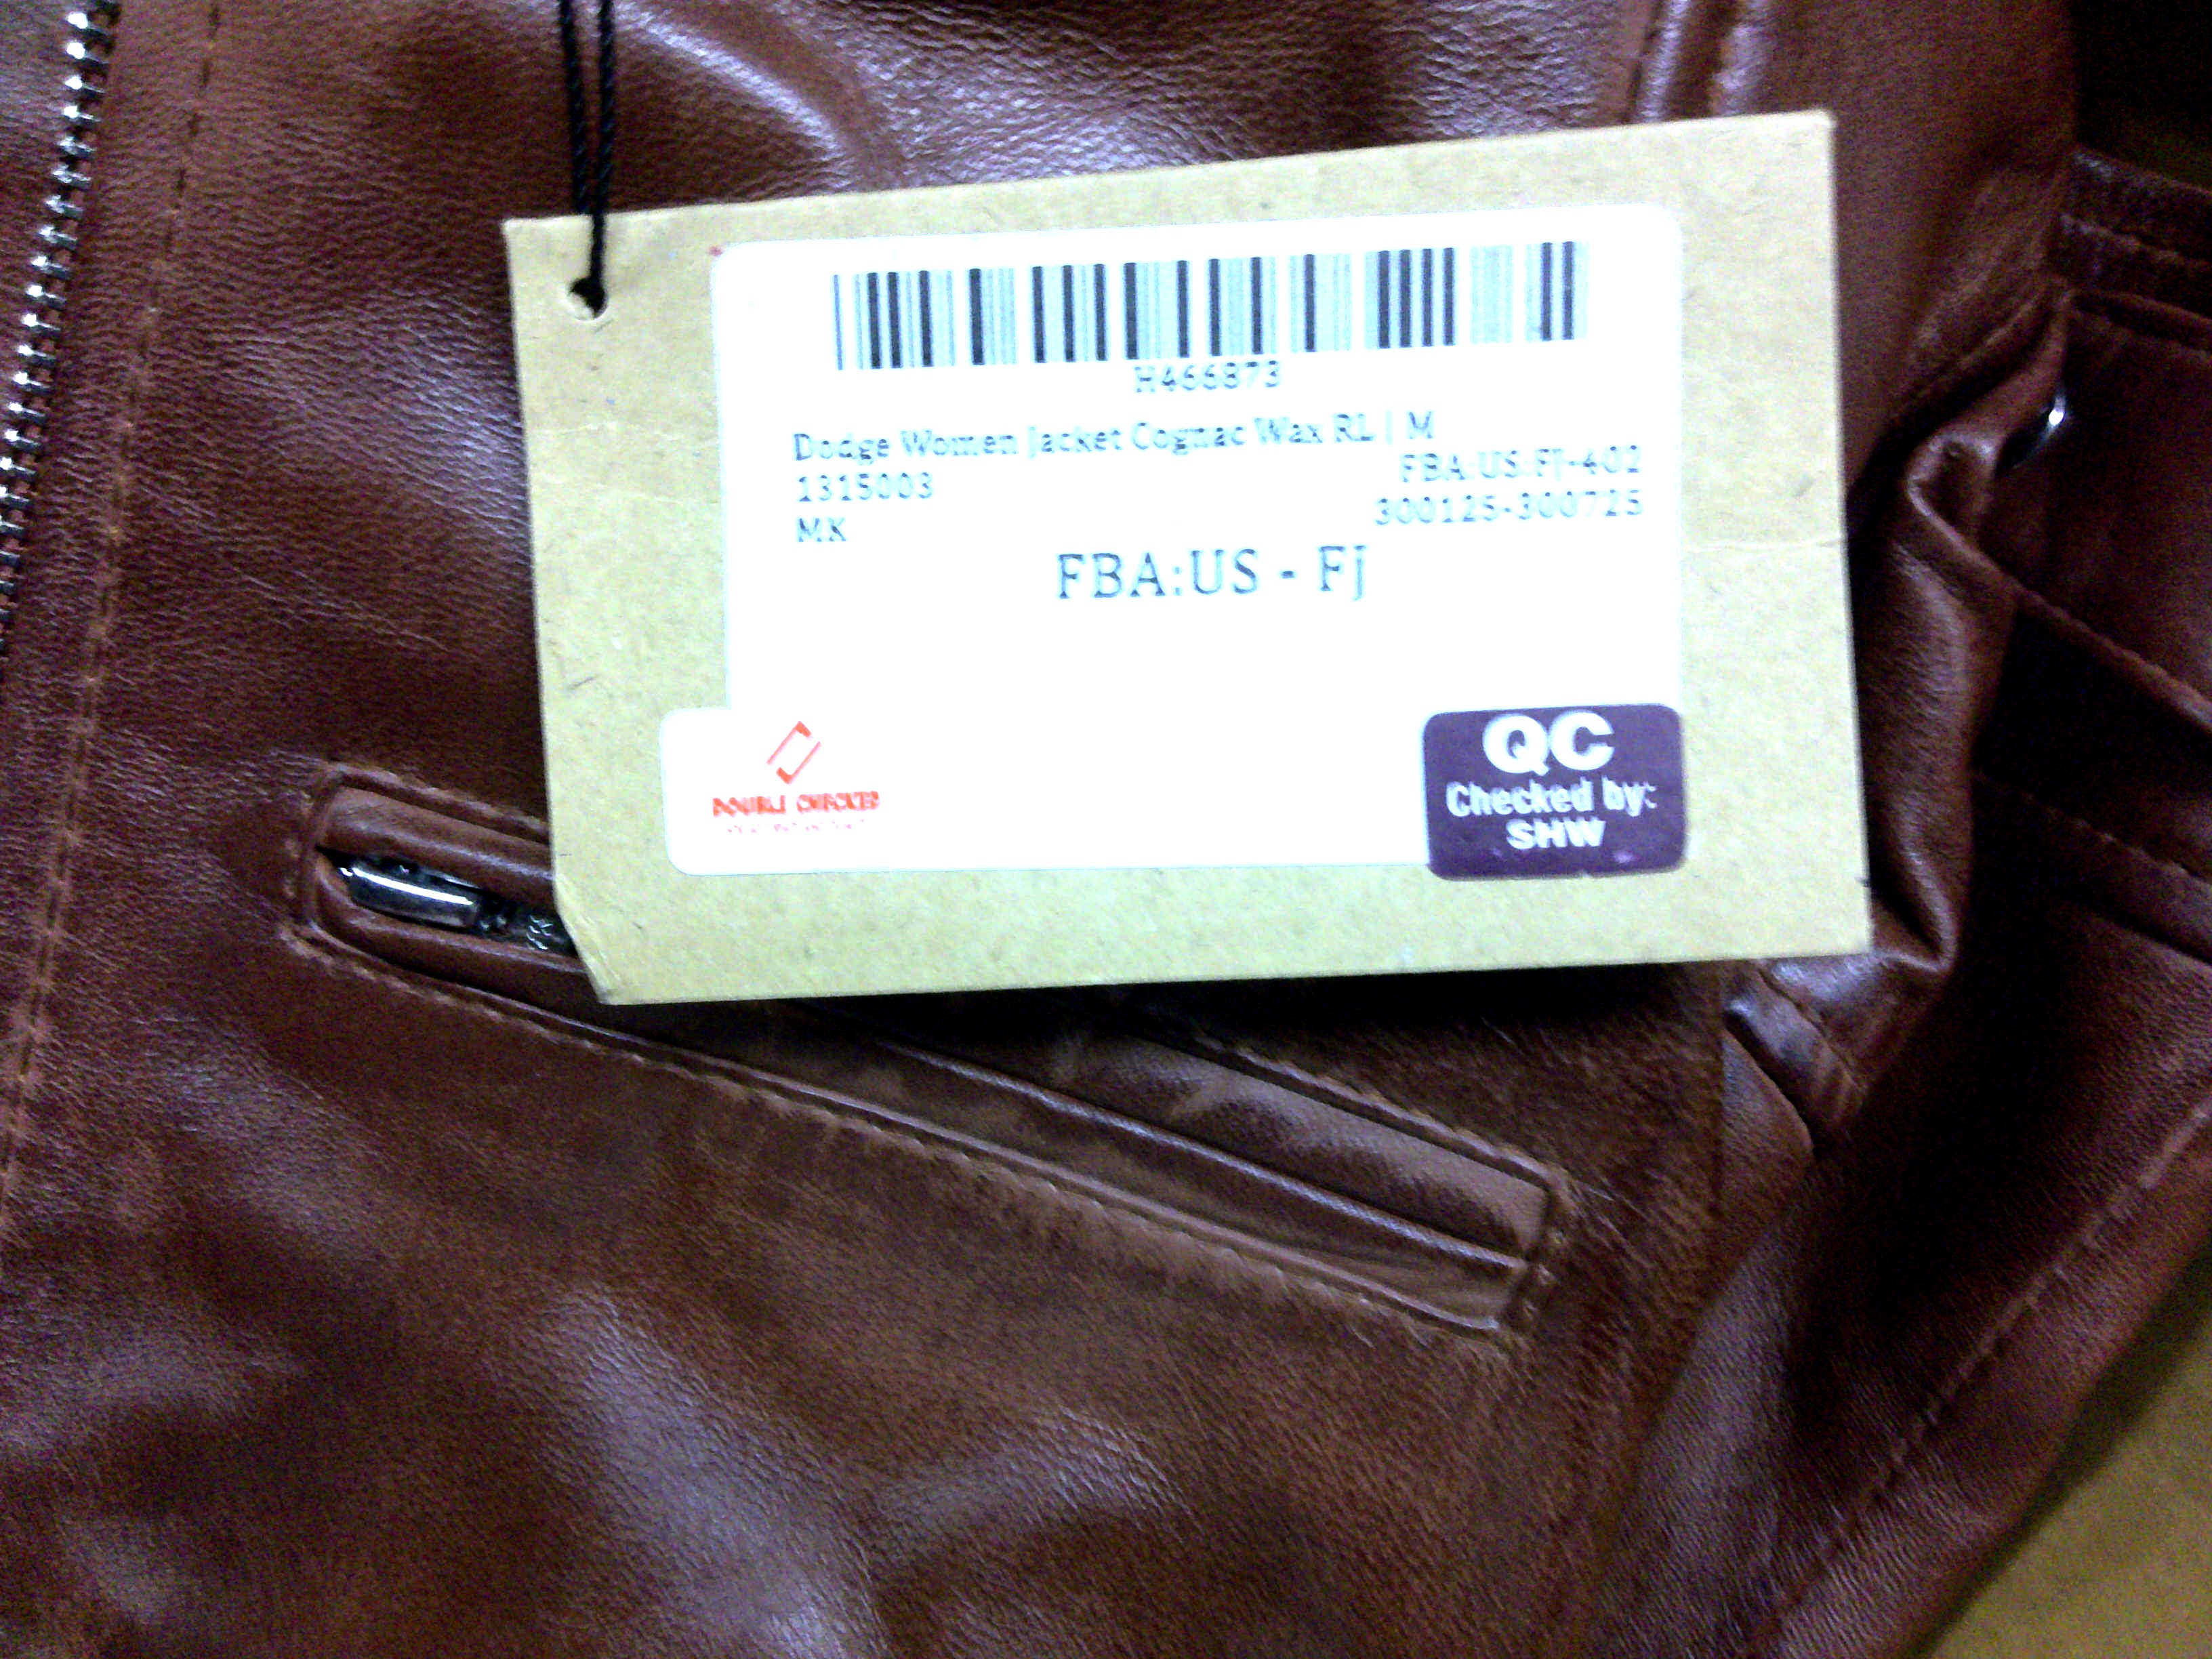 H466873
Dodge Women Jacket Cognac Wax RL | M
1315003
FBA:US:FJ-402
MK
300125-300725
FBA:US - FJ
DOUBLE CHECKED
QC
Checked by:
SHW